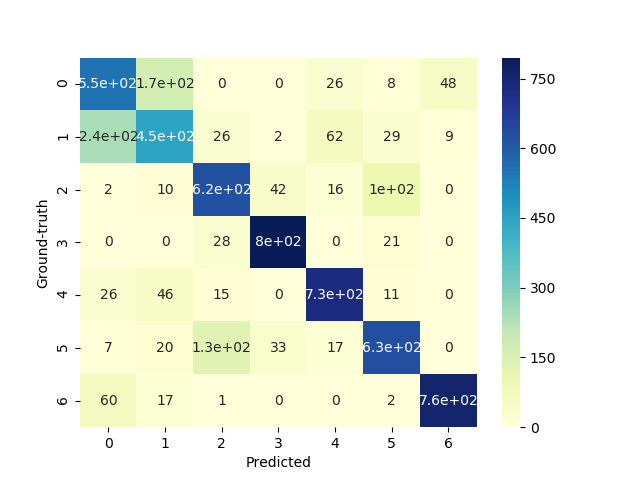 0 5.5e+02 1.7e+02 0 0 26 8 48
1 2.4e+02 4.5e+02 26 2 62 29 9
2 2 10 6.2e+02 42 16 1e+02 0
3 0 0 28 8e+02 0 21 0
4 26 46 15 0 7.3e+02 11 0
5 7 20 1.3e+02 33 17 6.3e+02 0
6 60 17 1 0 0 2 7.6e+02
0 1 2 3 4 5 6
Predicted
Ground-truth
750
600
450
300
150
0